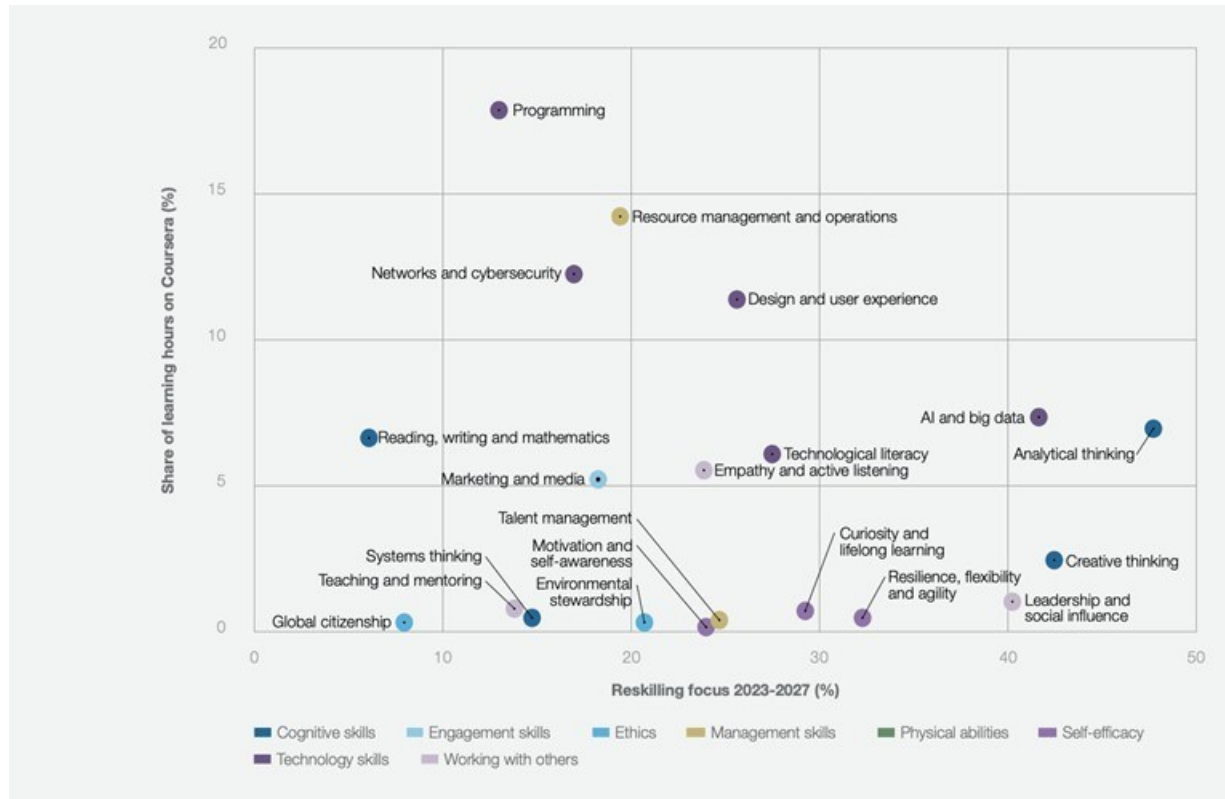 20
15
10
5
0
Share of learning hours on Coursera (%)
Programming
Resource management and operations
Networks and cybersecurity
Design and user experience
AI and big data
Reading, writing and mathematics
Analytical thinking
Technological literacy
Empathy and active listening
Marketing and media
Talent management
Curiosity and
lifelong learning
Motivation and
self-awareness
Systems thinking
Creative thinking
Resilience, flexibility
and agility
Teaching and mentoring
Environmental
stewardship
Leadership and
social influence
Global citizenship
0 10 20 30 40 50
Reskilling focus 2023-2027 (%)
Cognitive skills Engagement skills Ethics Management skills Physical abilities Self-efficacy
Technology skills Working with others